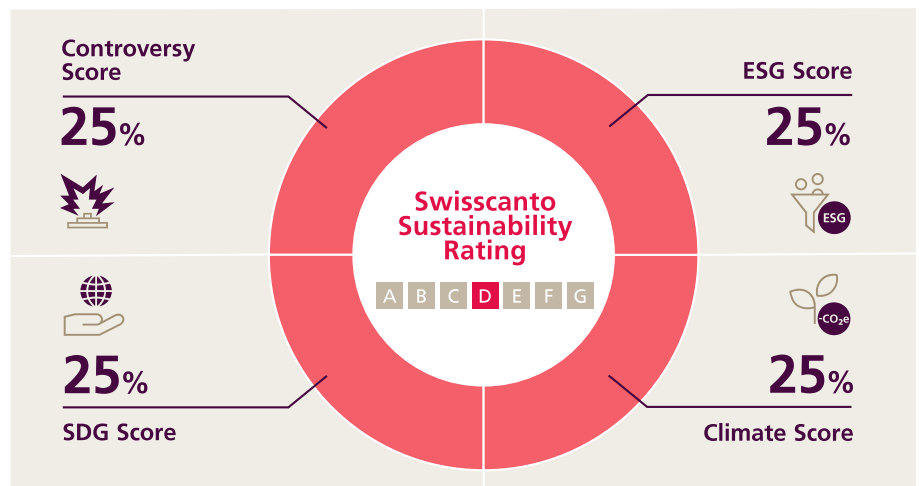 Controversy
Score
25%
ESG Score
25%
ESG
Swisscanto
Sustainability
Rating
A B C D E F G
25%
SDG Score
-CO₂e
25%
Climate Score